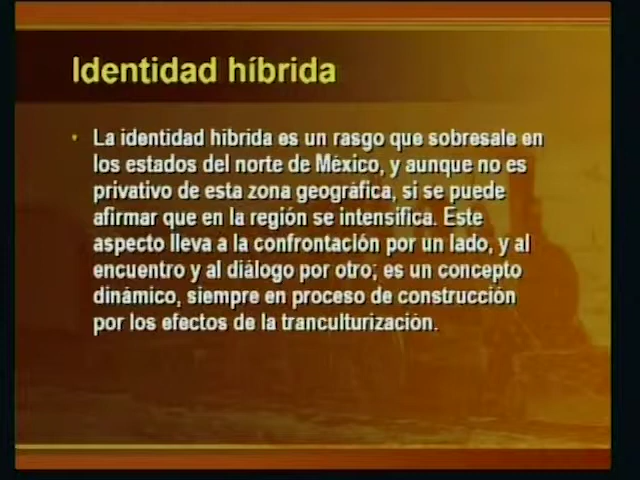 Identidad híbrida
• La identidad híbrida es un rasgo que sobresale en
los estados del norte de México, y aunque no es
privativo de esta zona geográfica, si se puede
afirmar que en la región se intensifica. Este
aspecto lleva a la confrontación por un lado, y al
encuentro y al diálogo por otro; es un concepto
dinámico, siempre en proceso de construcción
por los efectos de la tranculturización.